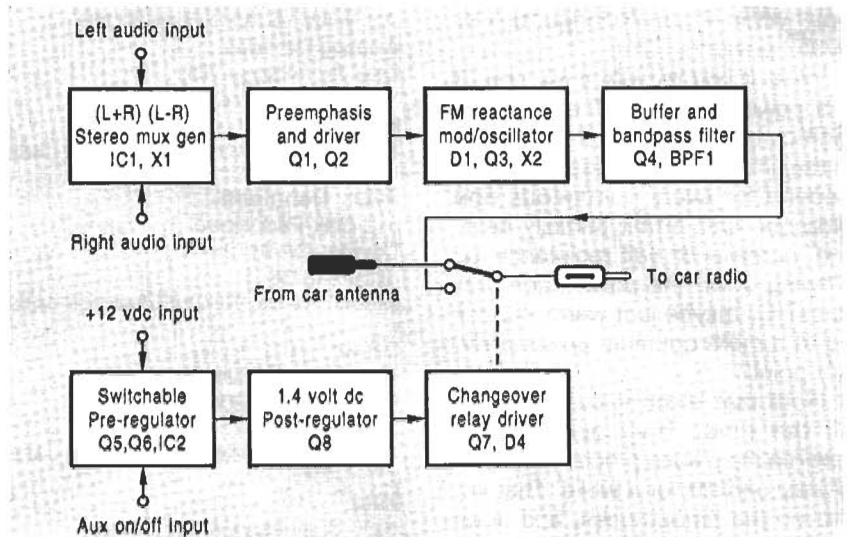 Left audio input
(L+R) (L-R)
Stereo mux gen
IC1, X1
Preemphasis
and driver
Q1, Q2
FM reactance
mod/oscillator
D1, Q3, X2
Buffer and
bandpass filter
Q4, BPF1
Right audio input
From car antenna
To car radio
+12 vdc input
Switchable
Pre-regulator
Q5,Q6,IC2
1.4 volt dc
Post-regulator
Q8
Changeover
relay driver
Q7, D4
Aux on/off input